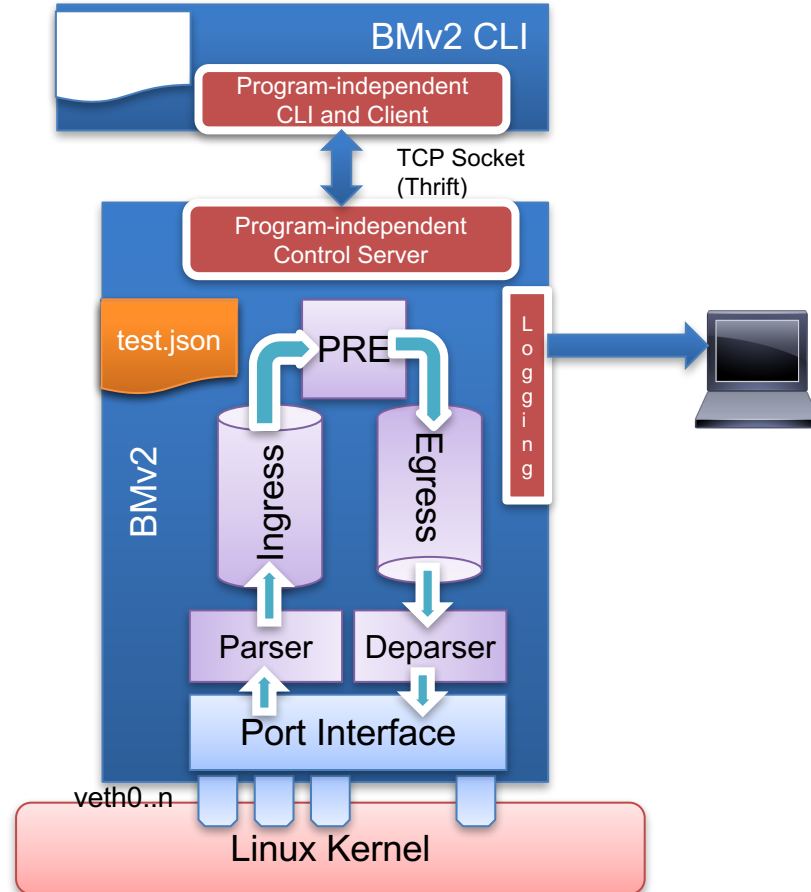 BMv2 CLI
Program-independent
CLI and Client
TCP Socket
(Thrift)
Program-independent
Control Server
test.json
PRE
Logging
BMv2
Ingress
Egress
Parser
Deparser
Port Interface
veth0..n
Linux Kernel